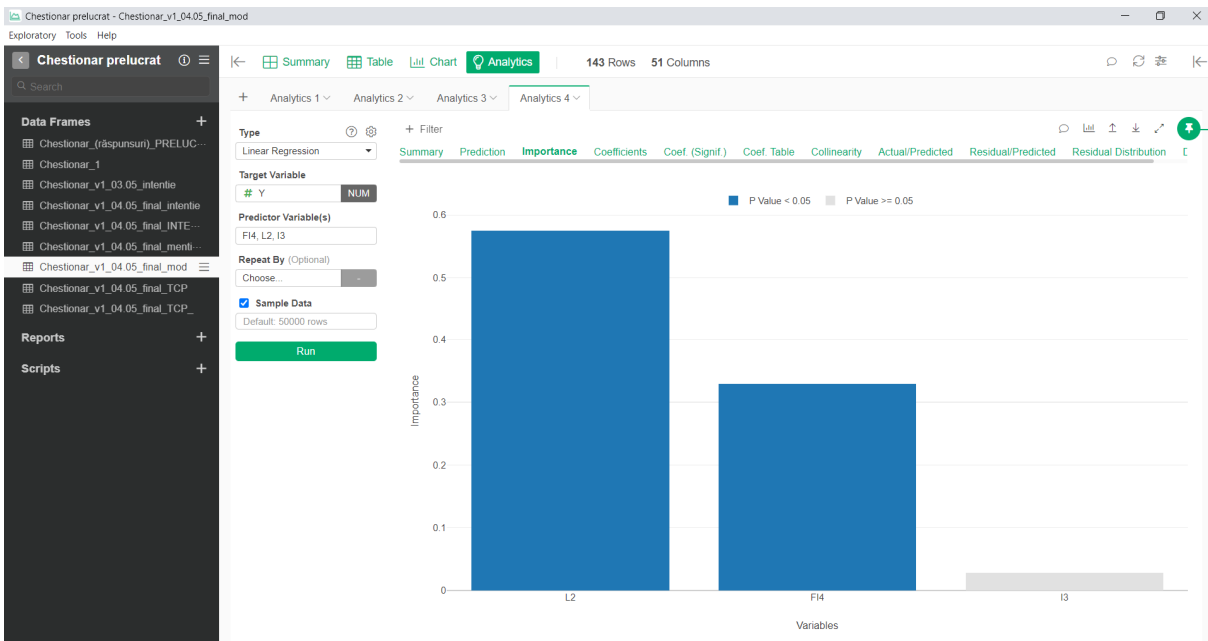 Chestionar prelucrat - Chestionar_v1_04.05_final_mod
Exploratory Tools Help
Chestionar prelucrat
Search
Data Frames +
Chestionar_(răspunsuri)_PRELUC···
Chestionar_1
Chestionar_v1_03.05_intentie
Chestionar_v1_04.05_final_intentie
Chestionar_v1_04.05_final_INTE···
Chestionar_v1_04.05_final_menti···
Chestionar_v1_04.05_final_mod
Chestionar_v1_04.05_final_TCP
Chestionar_v1_04.05_final_TCP_
Reports +
Scripts +
Summary Table Chart Analytics 143 Rows 51 Columns
+ Analytics 1 Analytics 2 Analytics 3 Analytics 4
Type ?
Linear Regression
Target Variable
# Y NUM
Predictor Variable(s)
FI4, L2, I3
Repeat By (Optional)
Choose... -
Sample Data
Default: 50000 rows
Run
+ Filter
Summary Prediction Importance Coefficients Coef. (Signif.) Coef. Table Collinearity Actual/Predicted Residual/Predicted Residual Distribution
P Value < 0.05 P Value >= 0.05
0.6
0.5
0.4
0.3
0.2
0.1
0
Importance
L2 FI4 I3
Variables